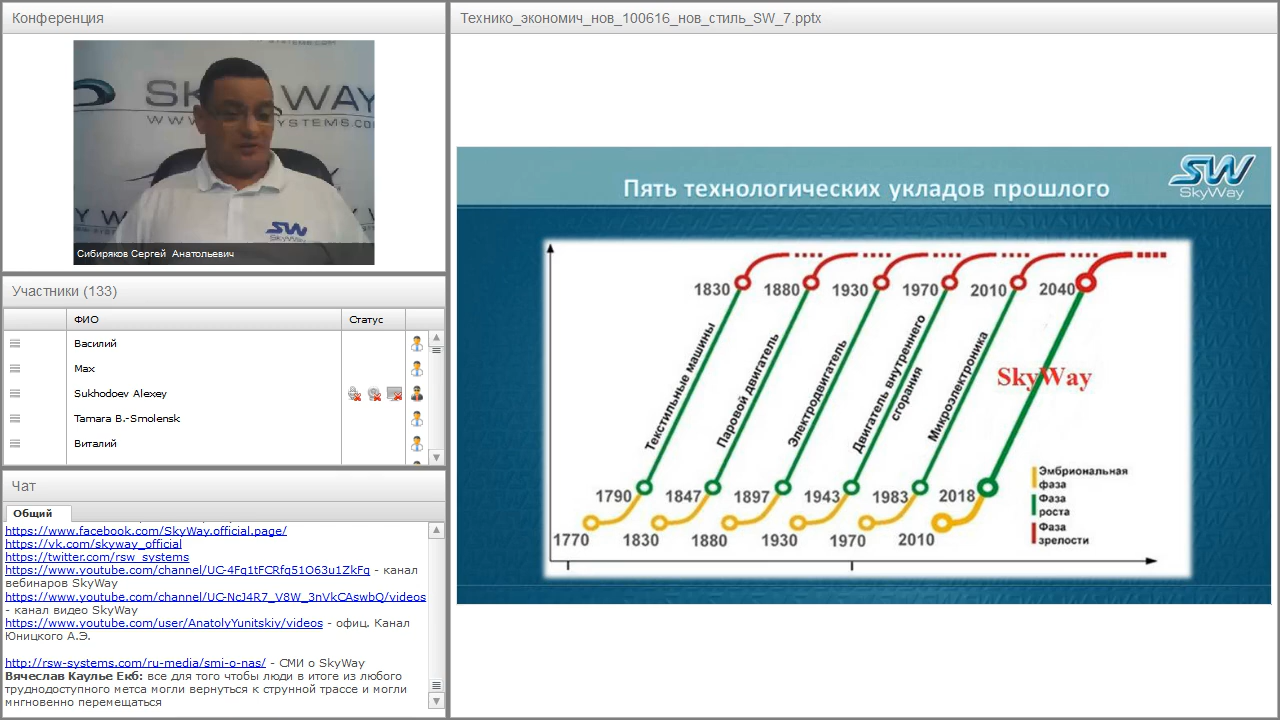 Конференция
SKYWAY
Сибиряков Сергей Анатольевич
SW
SkyWay
Участники (133)
ФИО
Статус
Василий
Max
Sukhodoev Alexey
Tamara B.-Smolensk
Виталий
Чат
Общий
https://www.facebook.com/SkyWay.official.page/
https://vk.com/skyway_official
https://twitter.com/rsw_systems
https://www.youtube.com/channel/UC-4Fq1tFCRfq51O63u1ZkFg - канал
вебинаров SkyWay
https://www.youtube.com/channel/UC-NcJ4R7_V8W_3nVkCAswbQ/videos
- канал видео SkyWay
https://www.youtube.com/user/AnatolyYunitskiy/videos - офиц. Канал
Юницкого А.Э.
http://rsw-systems.com/ru-media/smi-o-nas/ - СМИ о SkyWay
Вячеслав Каулье Екб: все для того чтобы люди в итоге из любого
труднодоступного метса могли вернуться к струнной трассе и могли
мнгновенно перемещаться
Технико_экономич_нов_100616_нов_стиль_SW_7.pptx
Пять технологических укладов прошлого
SW
SkyWay
1830
1880
1930
1970
2010
2040
Текстильные машины
Паровой двигатель
Электродвигатель
Двигатель внутреннего
сгорания
Микроэлектроника
SkyWay
1790
1847
1897
1943
1983
2018
1770
1830
1880
1930
1970
2010
Эмбриональная
фаза
Фаза
роста
Фаза
зрелости